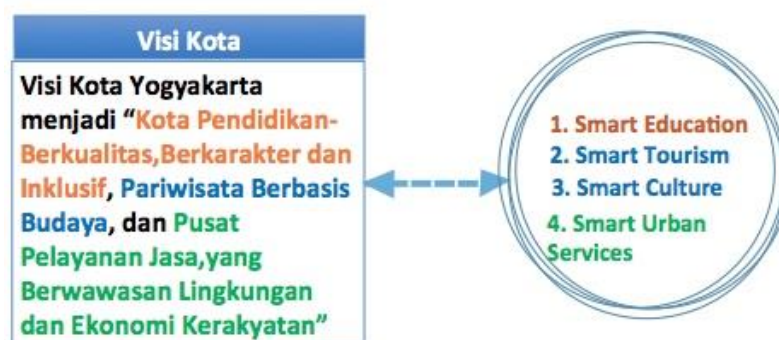 Visi Kota
Visi Kota Yogyakarta
menjadi “Kota Pendidikan-
Berkualitas,Berkarakter dan
Inklusif, Pariwisata Berbasis
Budaya, dan Pusat
Pelayanan Jasa,yang
Berwawasan Lingkungan
dan Ekonomi Kerakyatan”
1. Smart Education
2. Smart Tourism
3. Smart Culture
4. Smart Urban
Services